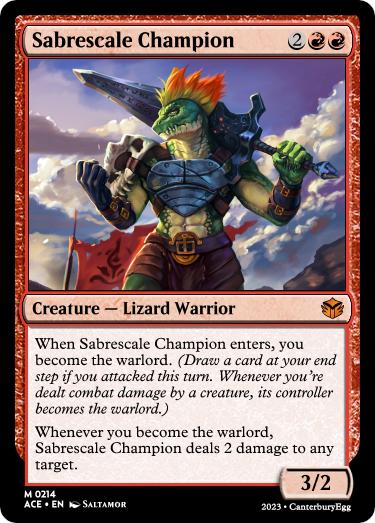 Sabrescale Champion 2
Creature — Lizard Warrior
When Sabrescale Champion enters, you
become the warlord. (Draw a card at your end
step if you attacked this turn. Whenever you're
dealt combat damage by a creature, its controller
becomes the warlord.)
Whenever you become the warlord,
Sabrescale Champion deals 2 damage to any
target.
3/2
M 0214
ACE • EN SALTAMOR
2023 • CanterburyEgg